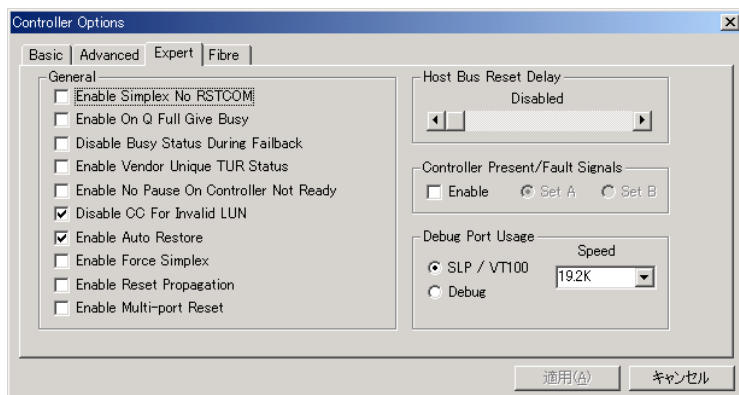 Controller Options
Basic
Advanced
Expert
Fibre
General
Enable Simplex No RSTCOM
Enable On Q Full Give Busy
Disable Busy Status During Failback
Enable Vendor Unique TUR Status
Enable No Pause On Controller Not Ready
Disable CC For Invalid LUN
Enable Auto Restore
Enable Force Simplex
Enable Reset Propagation
Enable Multi-port Reset
Host Bus Reset Delay
Disabled
Controller Present/Fault Signals
Enable
Set A
Set B
Debug Port Usage
SLP / VT100
Debug
Speed
19.2K
適用(A)
キャンセル